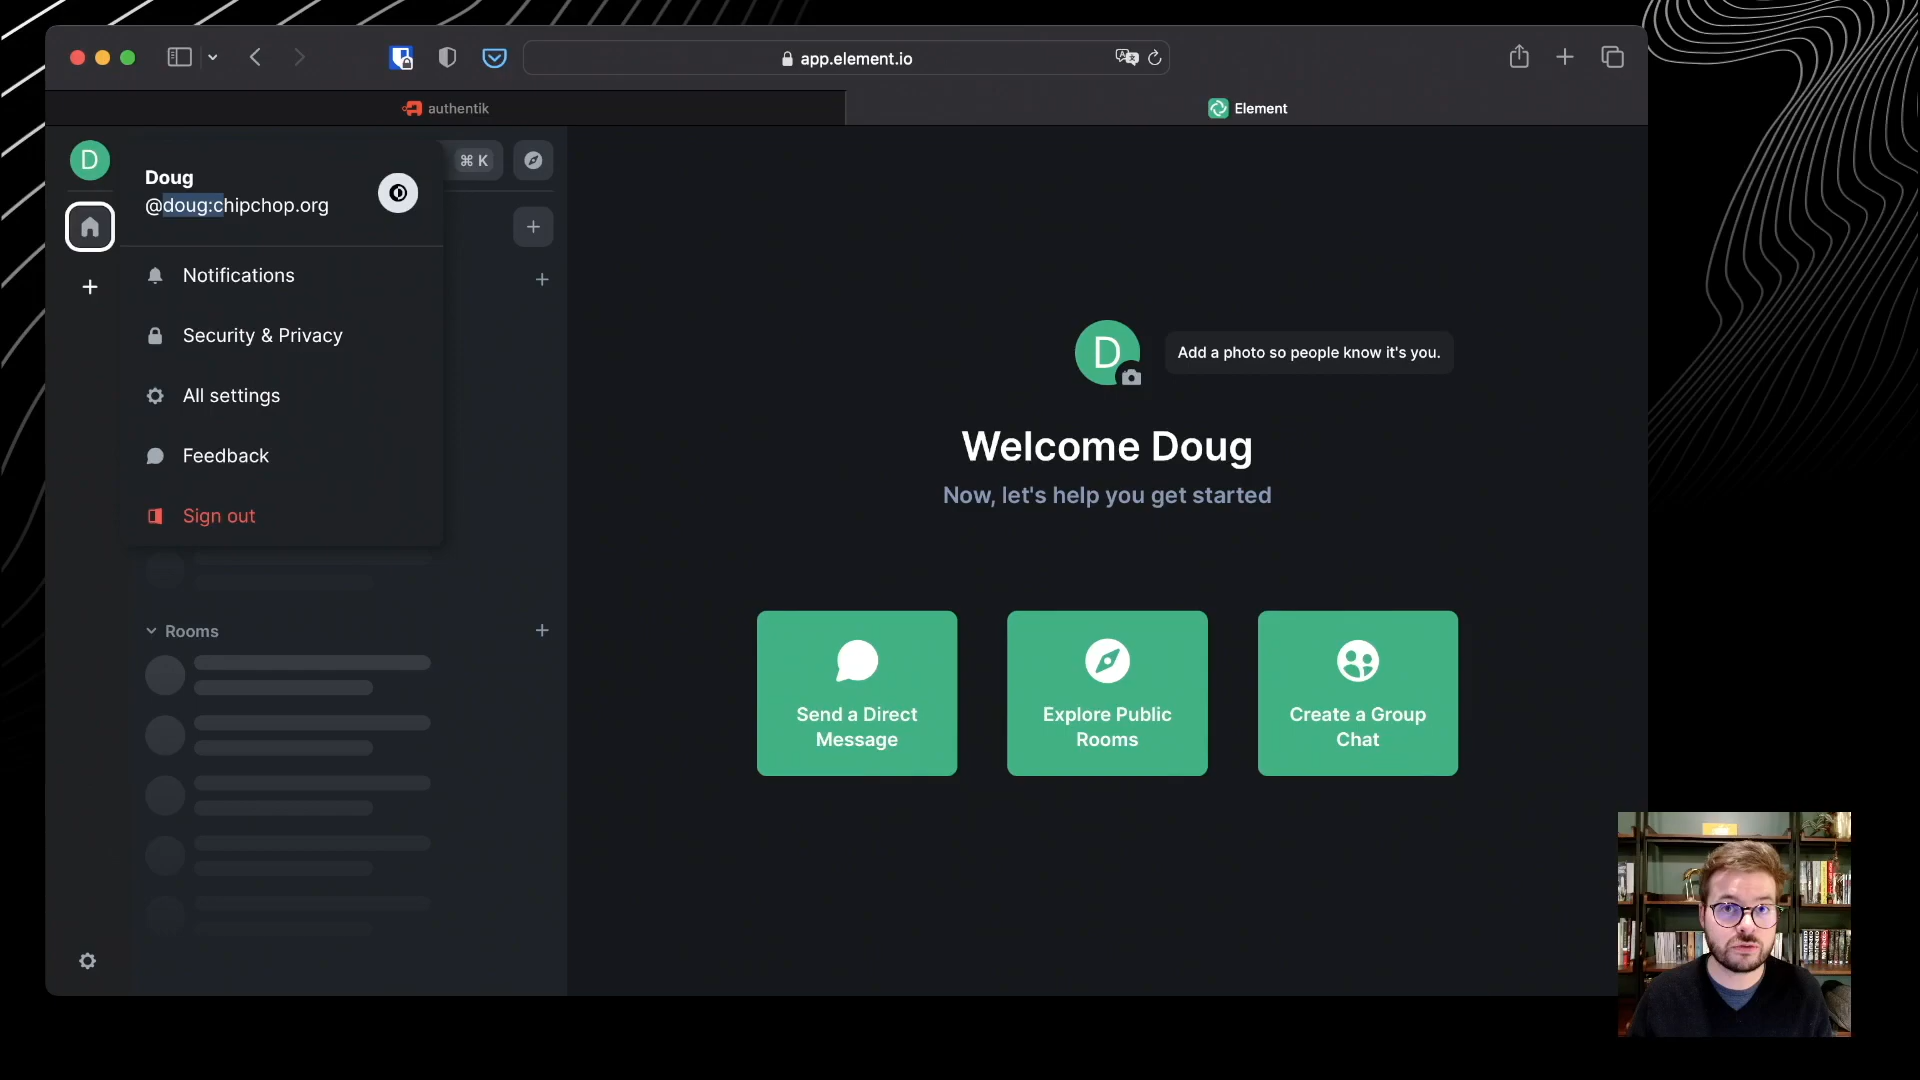 app.element.io
authentik
Element
D
Doug
@doug:chipchop.org
⌘ K
Notifications
Security & Privacy
All settings
Feedback
Sign out
Rooms
D
Add a photo so people know it's you.
Welcome Doug
Now, let's help you get started
Send a Direct
Message
Explore Public
Rooms
Create a Group
Chat